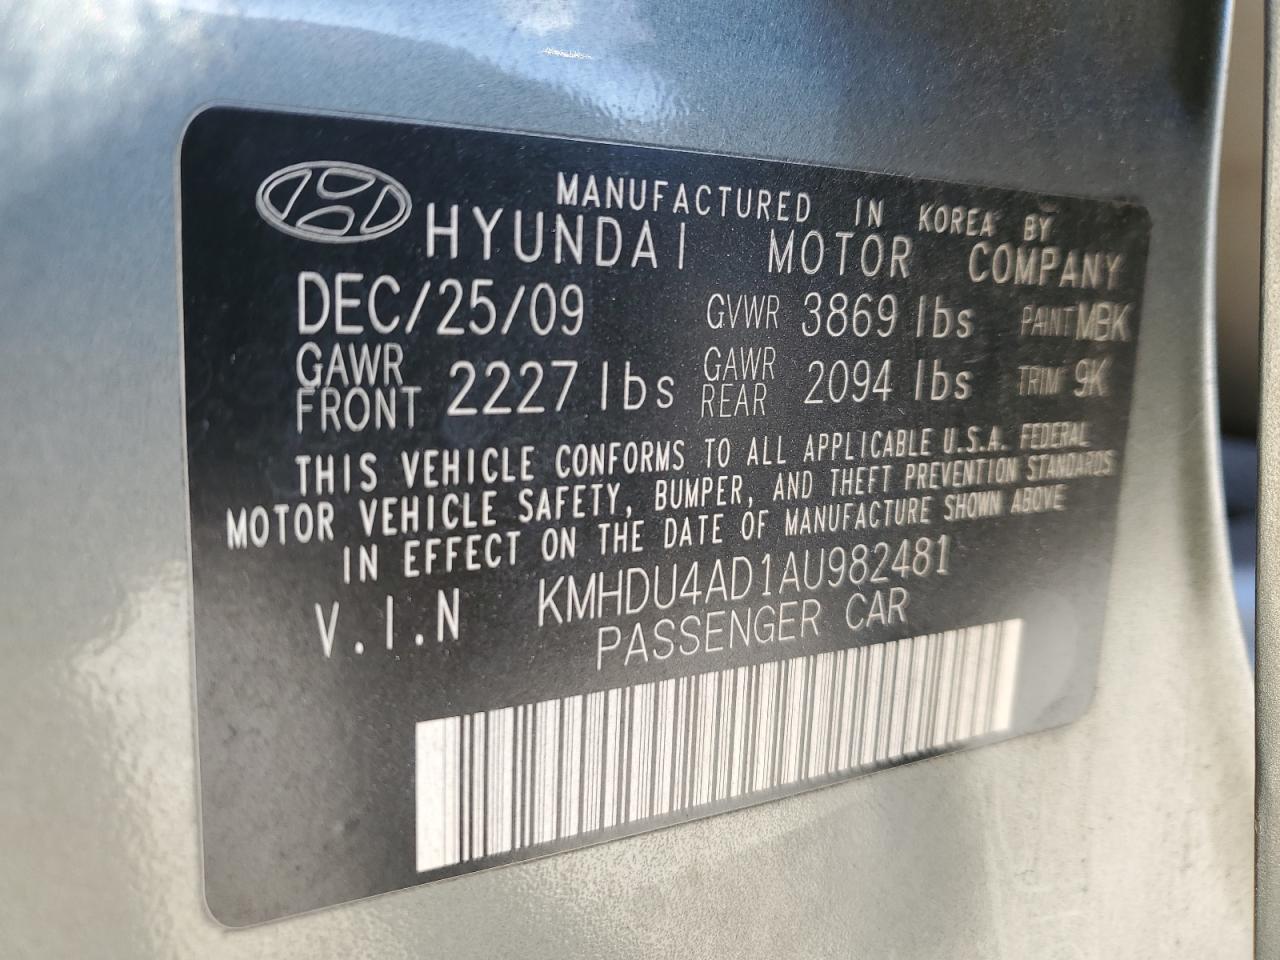 MANUFACTURED IN KOREA BY
HYUNDAI MOTOR COMPANY
DEC/25/09 GVWR 3869 lbs PAINT MBK
GAWR FRONT 2227 lbs GAWR REAR 2094 lbs TRIM 9K
THIS VEHICLE CONFORMS TO ALL APPLICABLE U.S.A. FEDERAL
MOTOR VEHICLE SAFETY, BUMPER, AND THEFT PREVENTION STANDARDS
IN EFFECT ON THE DATE OF MANUFACTURE SHOWN ABOVE
V.I.N KMHDU4AD1AU982481
PASSENGER CAR